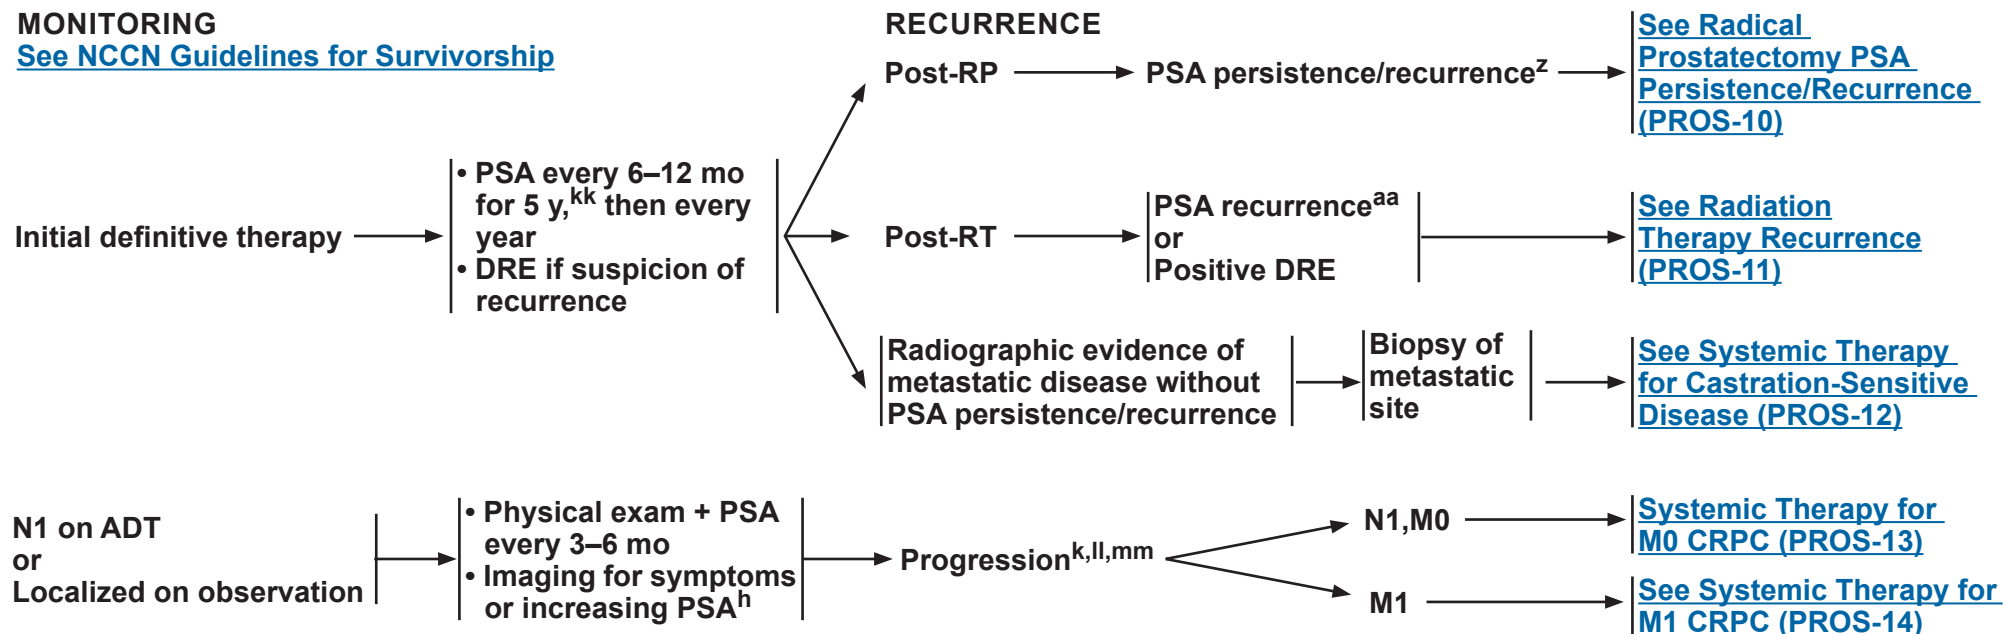 MONITORING
See NCCN Guidelines for Survivorship
RECURRENCE
Initial definitive therapy
• PSA every 6–12 mo
for 5 y,kk then every
year
• DRE if suspicion of
recurrence
Post-RP
PSA persistence/recurrencez
See Radical
Prostatectomy PSA
Persistence/Recurrence
(PROS-10)
Post-RT
PSA recurrenceaa
or
Positive DRE
See Radiation
Therapy Recurrence
(PROS-11)
Radiographic evidence of
metastatic disease without
PSA persistence/recurrence
Biopsy of
metastatic
site
See Systemic Therapy
for Castration-Sensitive
Disease (PROS-12)
N1 on ADT
or
Localized on observation
• Physical exam + PSA
every 3–6 mo
• Imaging for symptoms
or increasing PSAh
Progressionk,ll,mm
N1,M0
Systemic Therapy for
M0 CRPC (PROS-13)
M1
See Systemic Therapy for
M1 CRPC (PROS-14)